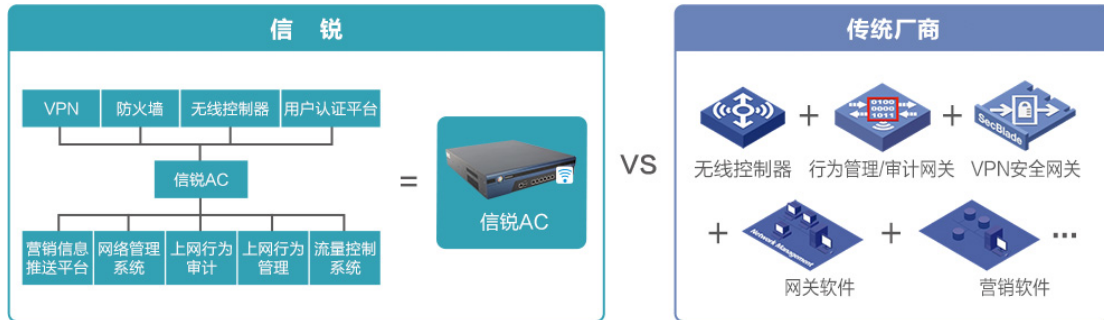 信 锐
VPN
防火墙
无线控制器
用户认证平台
信锐AC
营销信息
推送平台
网络管理
系统
上网行为
审计
上网行为
管理
流量控制
系统
=
信锐AC
VS
传统厂商
0100
0000
1011
SecBlade
+
+
无线控制器
行为管理/审计网关
VPN安全网关
+
Network Management
+
...
网关软件
营销软件